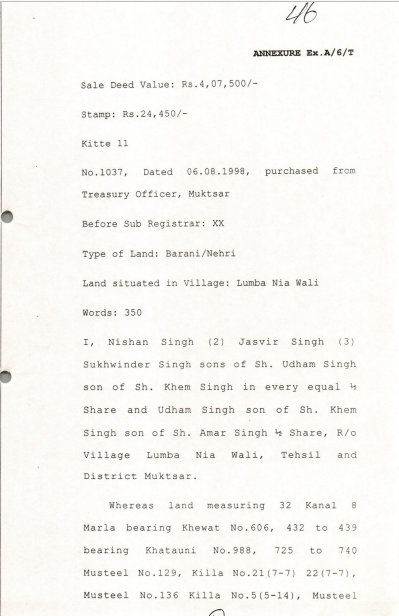 46
ANNEXURE Ex.A/6/T
Sale Deed Value: Rs.4,07,500/-
Stamp: Rs.24,450/-
Kitte 11
No.1037, Dated 06.08.1998, purchased from
Treasury Officer, Muktsar
Before Sub Registrar: XX
Type of Land: Barani/Nehri
Land situated in Village: Lumba Nia Wali
Words: 350
I, Nishan Singh (2) Jasvir Singh (3)
Sukhwinder Singh sons of Sh. Udham Singh
son of Sh. Khem Singh in every equal ½
Share and Udham Singh son of Sh. Khem
Singh son of Sh. Amar Singh ½ Share, R/o
Village Lumba Nia Wali, Tehsil and
District Muktsar.
Whereas land measuring 32 Kanal 8
Marla bearing Khewat No.606, 432 to 439
bearing Khatauni No.988, 725 to 740
Musteel No.129, Killa No.21(7-7) 22(7-7),
Musteel No.136 Killa No.5(5-14), Musteel